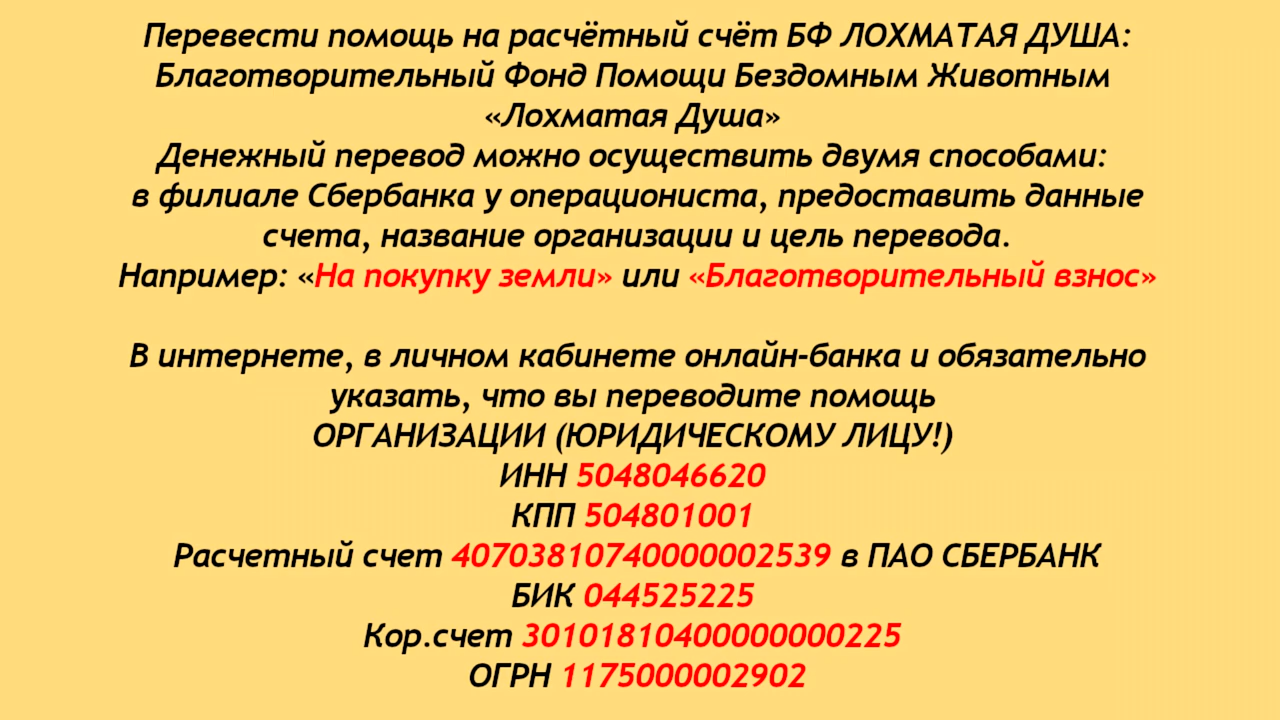 Перевести помощь на расчётный счёт БФ ЛОХМАТАЯ ДУША:
Благотворительный Фонд Помощи Бездомным Животным
«Лохматая Душа»
Денежный перевод можно осуществить двумя способами:
в филиале Сбербанка у операциониста, предоставить данные
счета, название организации и цель перевода.
Например: «На покупку земли» или «Благотворительный взнос»
В интернете, в личном кабинете онлайн-банка и обязательно
указать, что вы переводите помощь
ОРГАНИЗАЦИИ (ЮРИДИЧЕСКОМУ ЛИЦУ!)
ИНН 5048046620
КПП 504801001
Расчетный счет 40703810740000002539 в ПАО СБЕРБАНК
БИК 044525225
Кор.счет 30101810400000000225
ОГРН 1175000002902